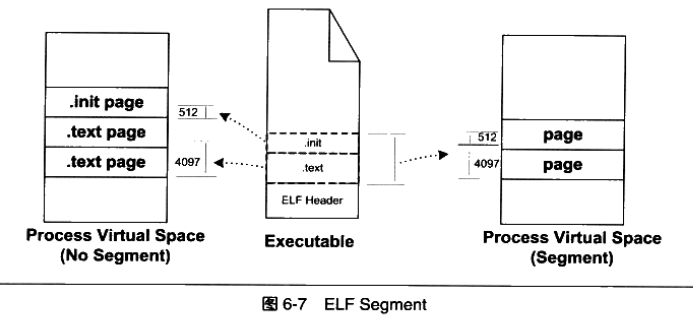 .init page
.text page
.text page
512
4097
.init
.text
ELF Header
512
4097
page
page
Process Virtual Space
(No Segment)
Executable
Process Virtual Space
(Segment)
图 6-7 ELF Segment